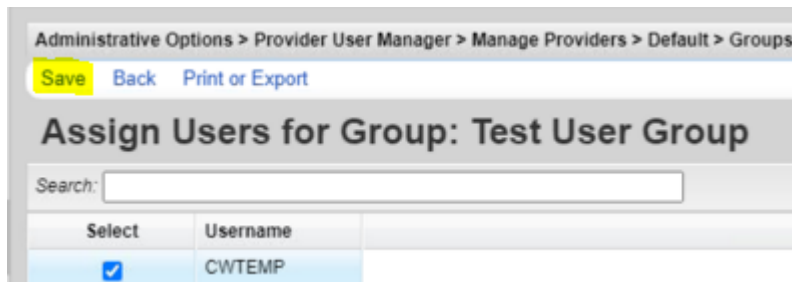 Administrative Options > Provider User Manager > Manage Providers > Default > Groups
Save Back Print or Export
Assign Users for Group: Test User Group
Search:
Select Username
CWTEMP